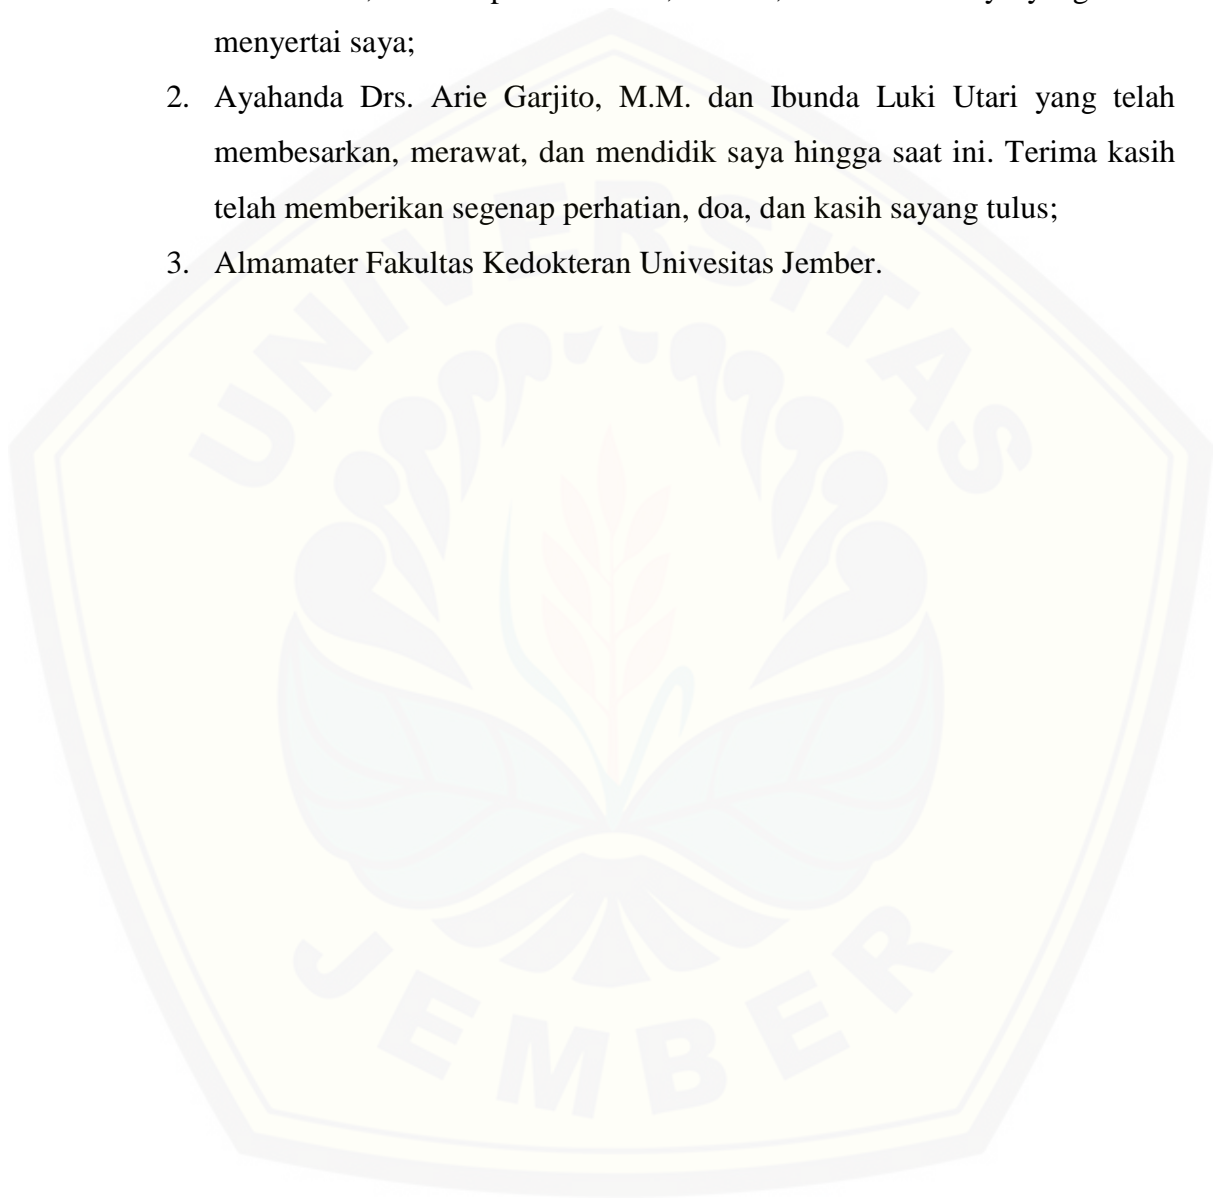 menyertai saya;
2. Ayahanda Drs. Arie Garjito, M.M. dan Ibunda Luki Utari yang telah
membesarkan, merawat, dan mendidik saya hingga saat ini. Terima kasih
telah memberikan segenap perhatian, doa, dan kasih sayang tulus;
3. Almamater Fakultas Kedokteran Univesitas Jember.
UNIVERSITAS
JEMBER